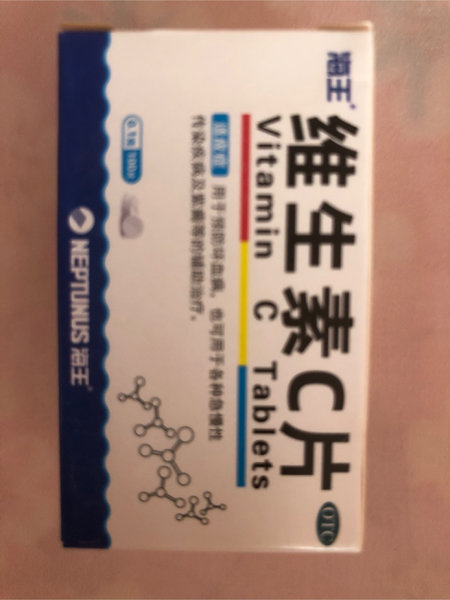 海王
维生素C片
Vitamin C Tablets
OTC
适应症 用于预防坏血病，也可用于各种急慢性
传染疾病及紫癜等的辅助治疗。
0.1g 100片
NEPTUNUS 海王